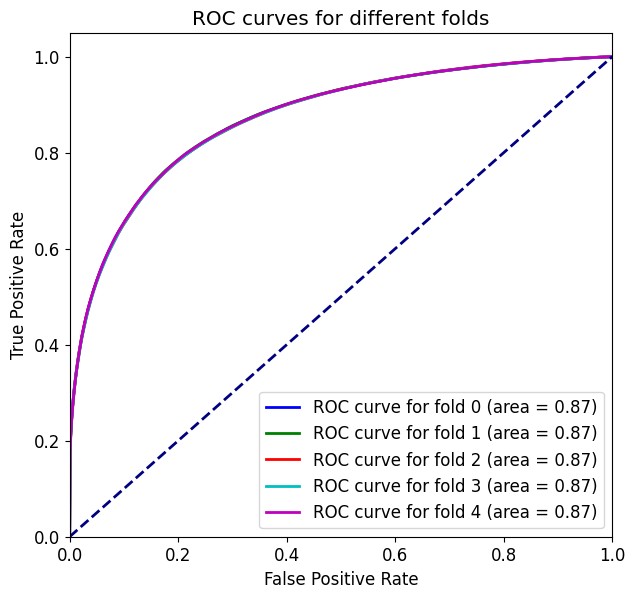 ROC curves for different folds
True Positive Rate
1.0
0.8
0.6
0.4
0.2
0.0
ROC curve for fold 0 (area = 0.87)
ROC curve for fold 1 (area = 0.87)
ROC curve for fold 2 (area = 0.87)
ROC curve for fold 3 (area = 0.87)
ROC curve for fold 4 (area = 0.87)
0.0 0.2 0.4 0.6 0.8 1.0
False Positive Rate